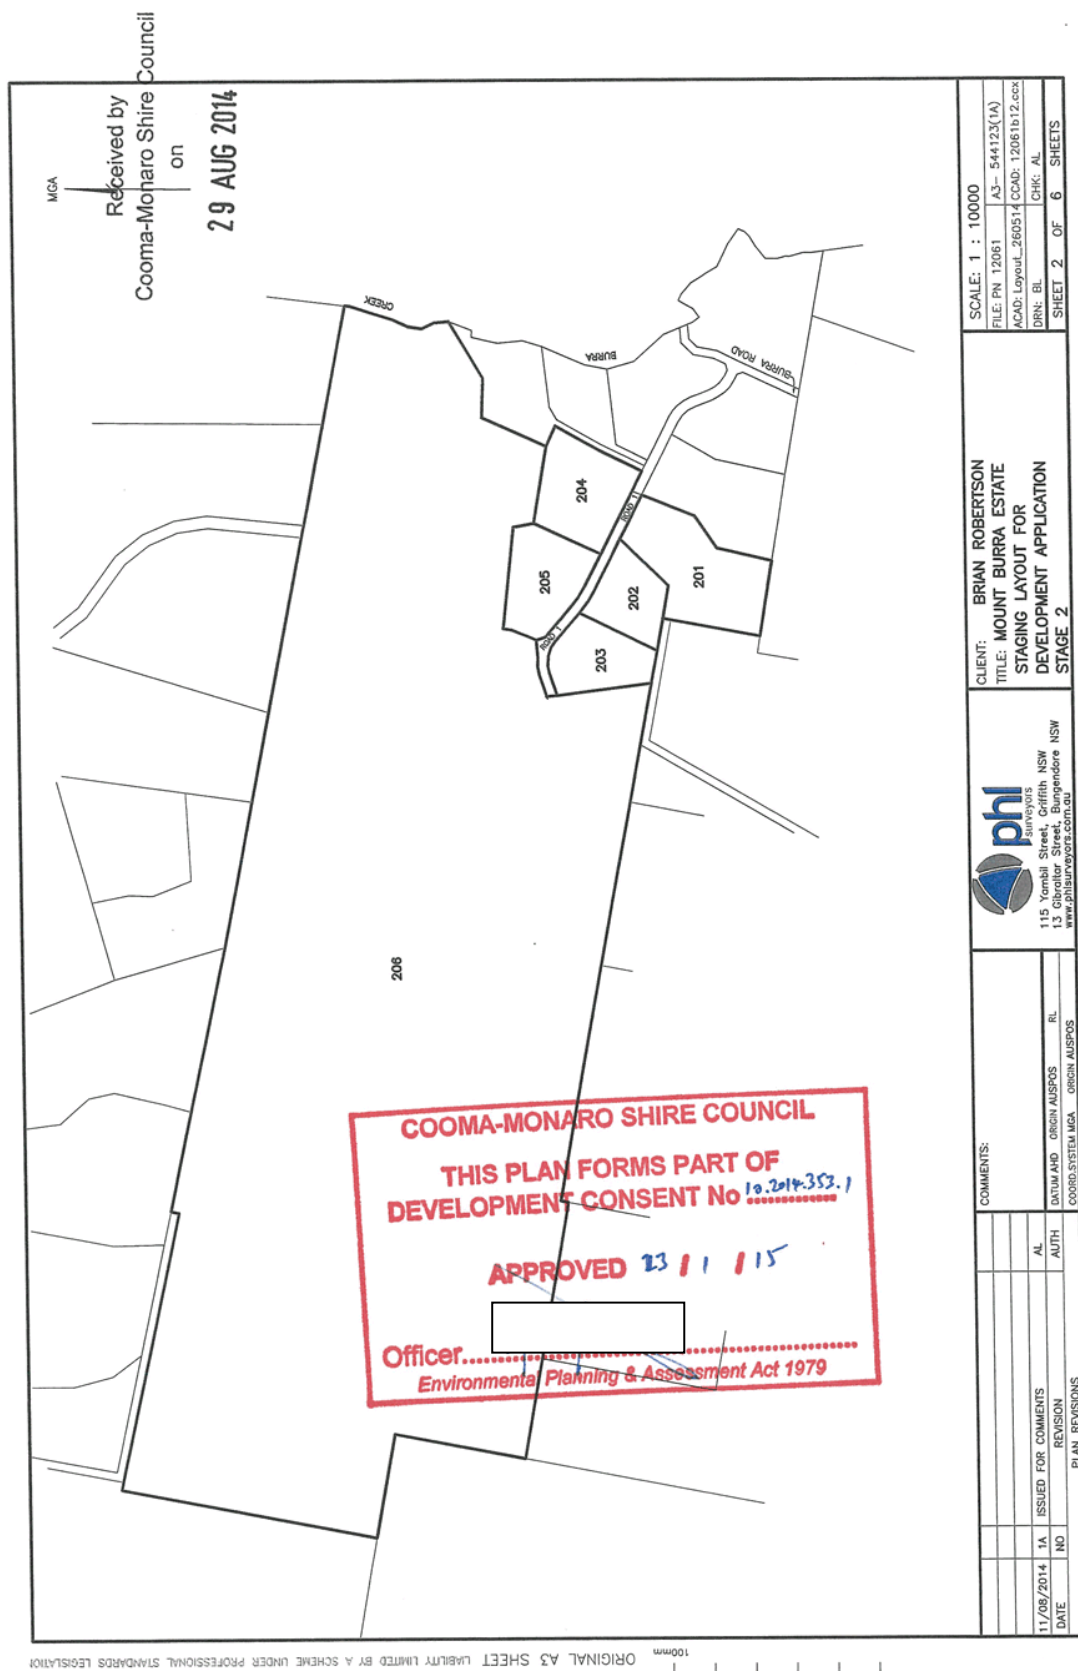 MGA
Received by
Cooma-Monaro Shire Council
on
29 AUG 2014
CREEK
BURRA
BURRA ROAD
204
ROAD 1
205
201
202
ROAD 1
203
206
COOMA-MONARO SHIRE COUNCIL
THIS PLAN FORMS PART OF
DEVELOPMENT CONSENT No 10.2014.353.1
APPROVED 23 / 1 / 15
Officer
Environmental Planning & Assessment Act 1979
11/08/2014 1A ISSUED FOR COMMENTS AL
DATE NO REVISION AUTH
PLAN REVISIONS
COMMENTS:
DATUM AHD ORIGIN AUSPOS RL
COORD.SYSTEM MGA ORIGIN AUSPOS
phl
surveyors
115 Yambil Street, Griffith NSW
13 Gibraltar Street, Bungendore NSW
www.phlsurveyors.com.au
CLIENT: BRIAN ROBERTSON
TITLE: MOUNT BURRA ESTATE
STAGING LAYOUT FOR
DEVELOPMENT APPLICATION
STAGE 2
SCALE: 1 : 10000
FILE: PN 12061 A3- 544123(1A)
ACAD: Layout_260514 CCAD: 12061b12.ccx
DRN: BL CHK: AL
SHEET 2 OF 6 SHEETS
100mm
ORIGINAL A3 SHEET LIABILITY LIMITED BY A SCHEME UNDER PROFESSIONAL STANDARDS LEGISLATION